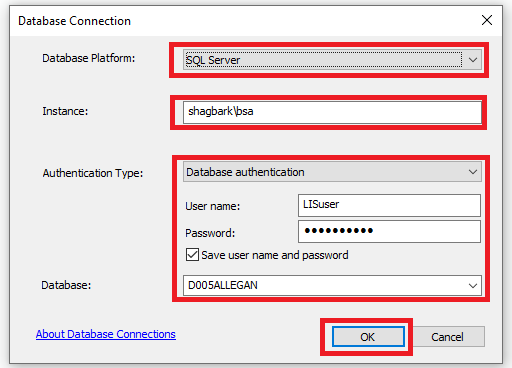 Database Connection
Database Platform: SQL Server
Instance: shagbark\bsa
Authentication Type: Database authentication
User name: LISuser
Password: ••••••••••
Save user name and password
Database: D005ALLEGAN
About Database Connections OK Cancel